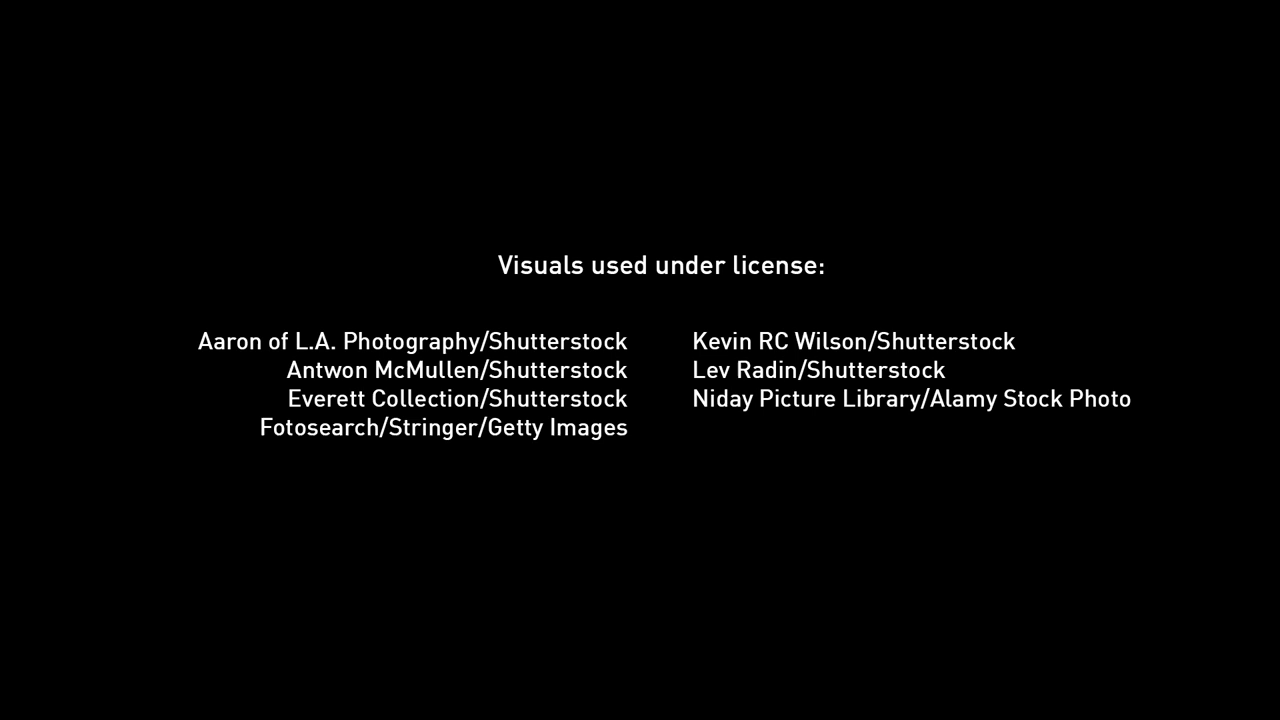 Visuals used under license:
Aaron of L.A. Photography/Shutterstock
Antwon McMullen/Shutterstock
Everett Collection/Shutterstock
Fotosearch/Stringer/Getty Images
Kevin RC Wilson/Shutterstock
Lev Radin/Shutterstock
Niday Picture Library/Alamy Stock Photo